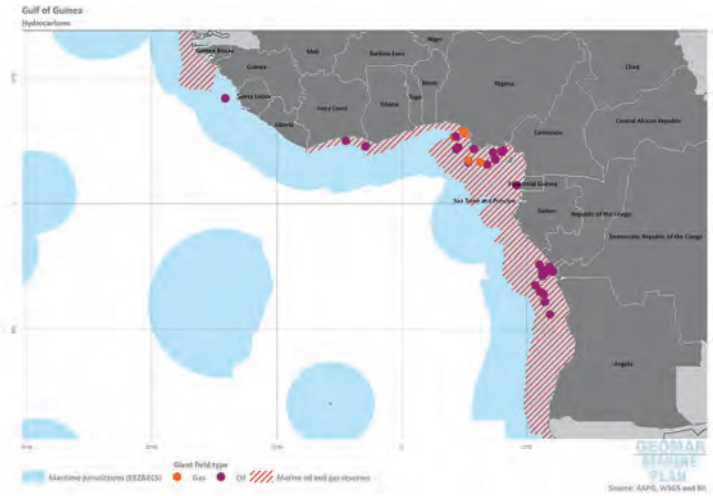 Gulf of Guinea
Hydrocarbons
Niger
Mali
Burkina Faso
Guinea Bissau
Guinea
Benin
Nigeria
Chad
Sierra Leone
Ivory Coast
Ghana
Togo
Liberia
Cameroon
Central African Republic
Equatorial Guinea
Sao Tome and Principe
Gabon
Republic of the Congo
Democratic Republic of the Congo
Angola
Giant field type
Maritime jurisdictions (EEZ&ECS)
Gas
Oil
Marine oil and gas reserves
GEOMAR
MARINE
PLAN
Source: AAPG, WSGS and BP.